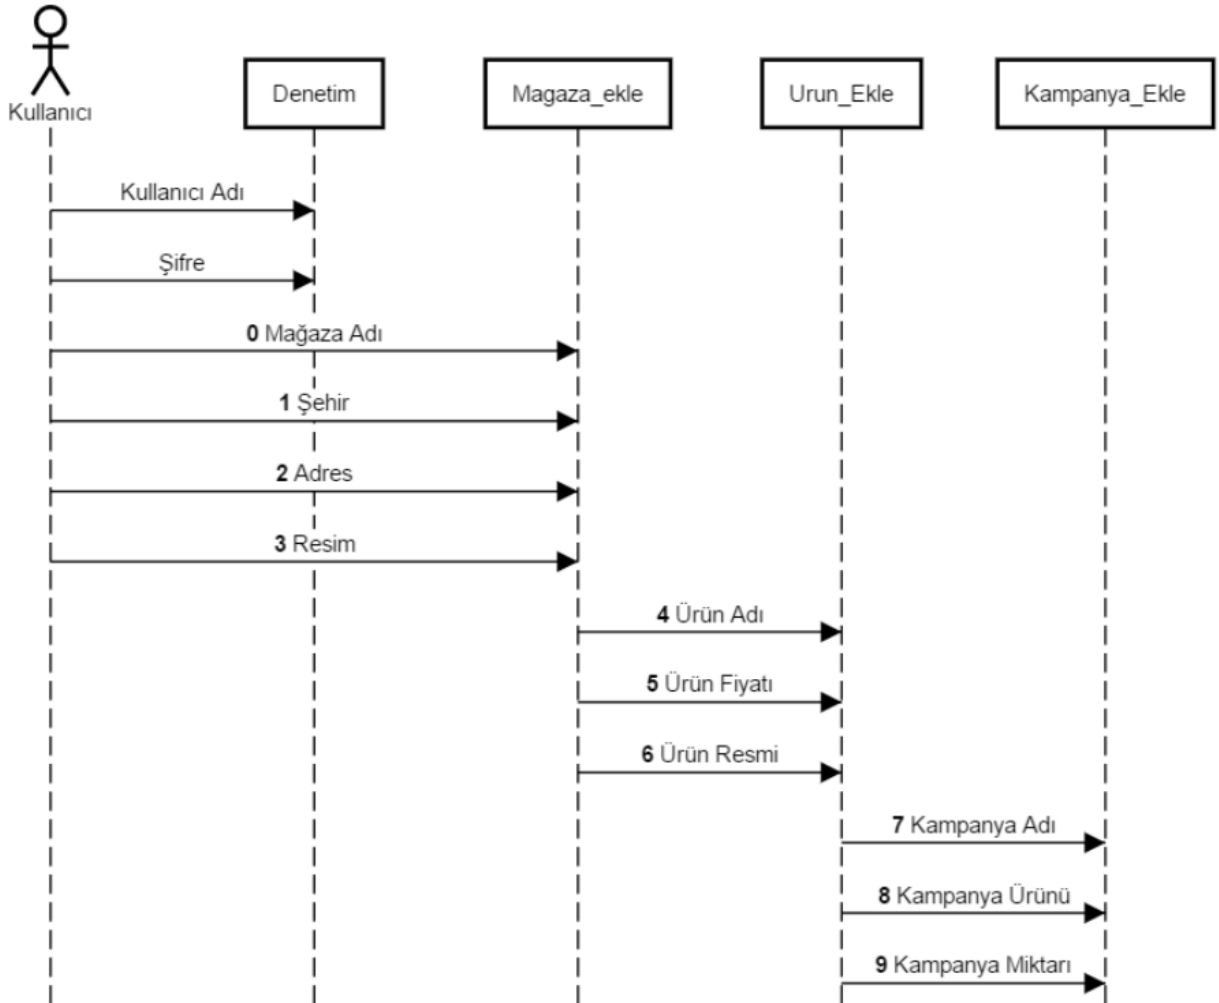 Kullanıcı
Denetim
Magaza_ekle
Urun_Ekle
Kampanya_Ekle
Kullanıcı Adı
Şifre
0 Mağaza Adı
1 Şehir
2 Adres
3 Resim
4 Ürün Adı
5 Ürün Fiyatı
6 Ürün Resmi
7 Kampanya Adı
8 Kampanya Ürünü
9 Kampanya Miktarı